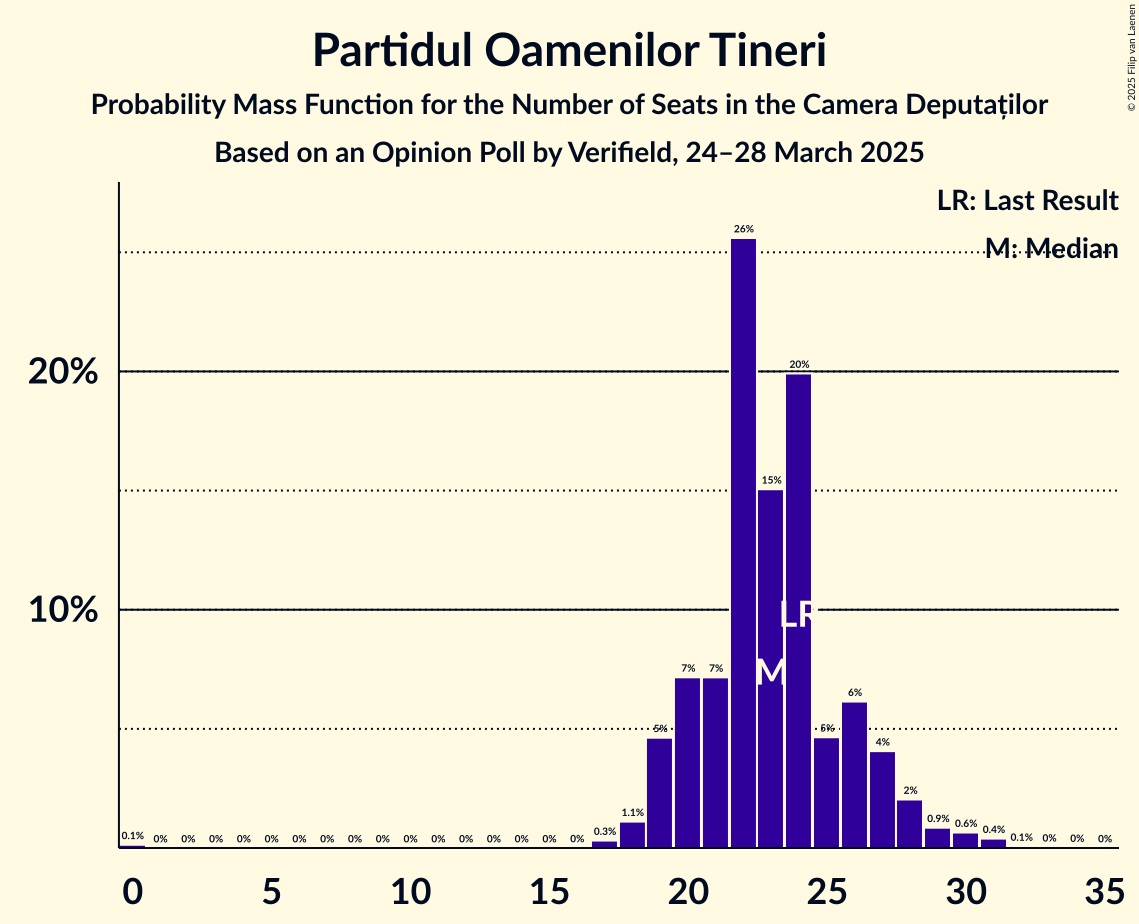 Partidul Oamenilor Tineri
Probability Mass Function for the Number of Seats in the Camera Deputaților
Based on an Opinion Poll by Verifield, 24–28 March 2025
© 2025 Filip van Laenen
LR: Last Result
M: Median
26%
20%
20%
15%
10%
LR
M
7%
7%
6%
5%
5%
4%
2%
1.1%
0.9%
0.6%
0.4%
0.3%
0.1%
0.1% 0% 0% 0% 0% 0% 0% 0% 0% 0% 0% 0% 0% 0% 0% 0% 0% 0% 0% 0%
0 5 10 15 20 25 30 35